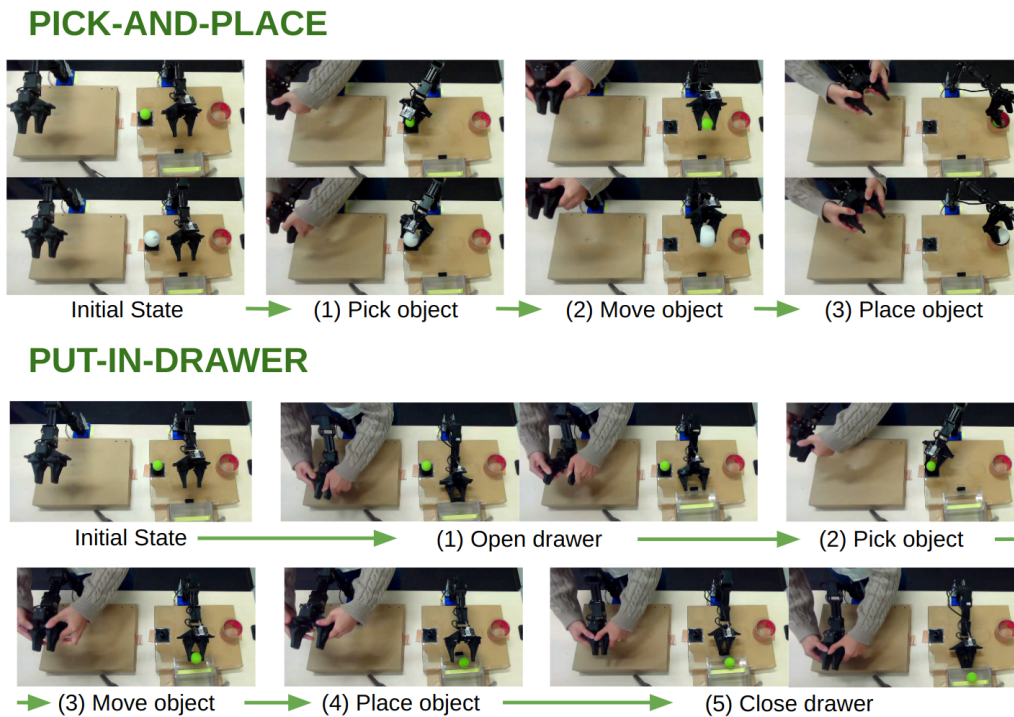 PICK-AND-PLACE
Initial State
(1) Pick object
(2) Move object
(3) Place object
PUT-IN-DRAWER
Initial State
(1) Open drawer
(2) Pick object
(3) Move object
(4) Place object
(5) Close drawer